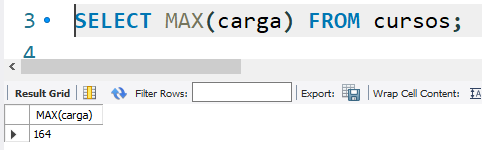 3 SELECT MAX(carga) FROM cursos;
4
Result Grid Filter Rows: Export: Wrap Cell Content:
MAX(carga)
164